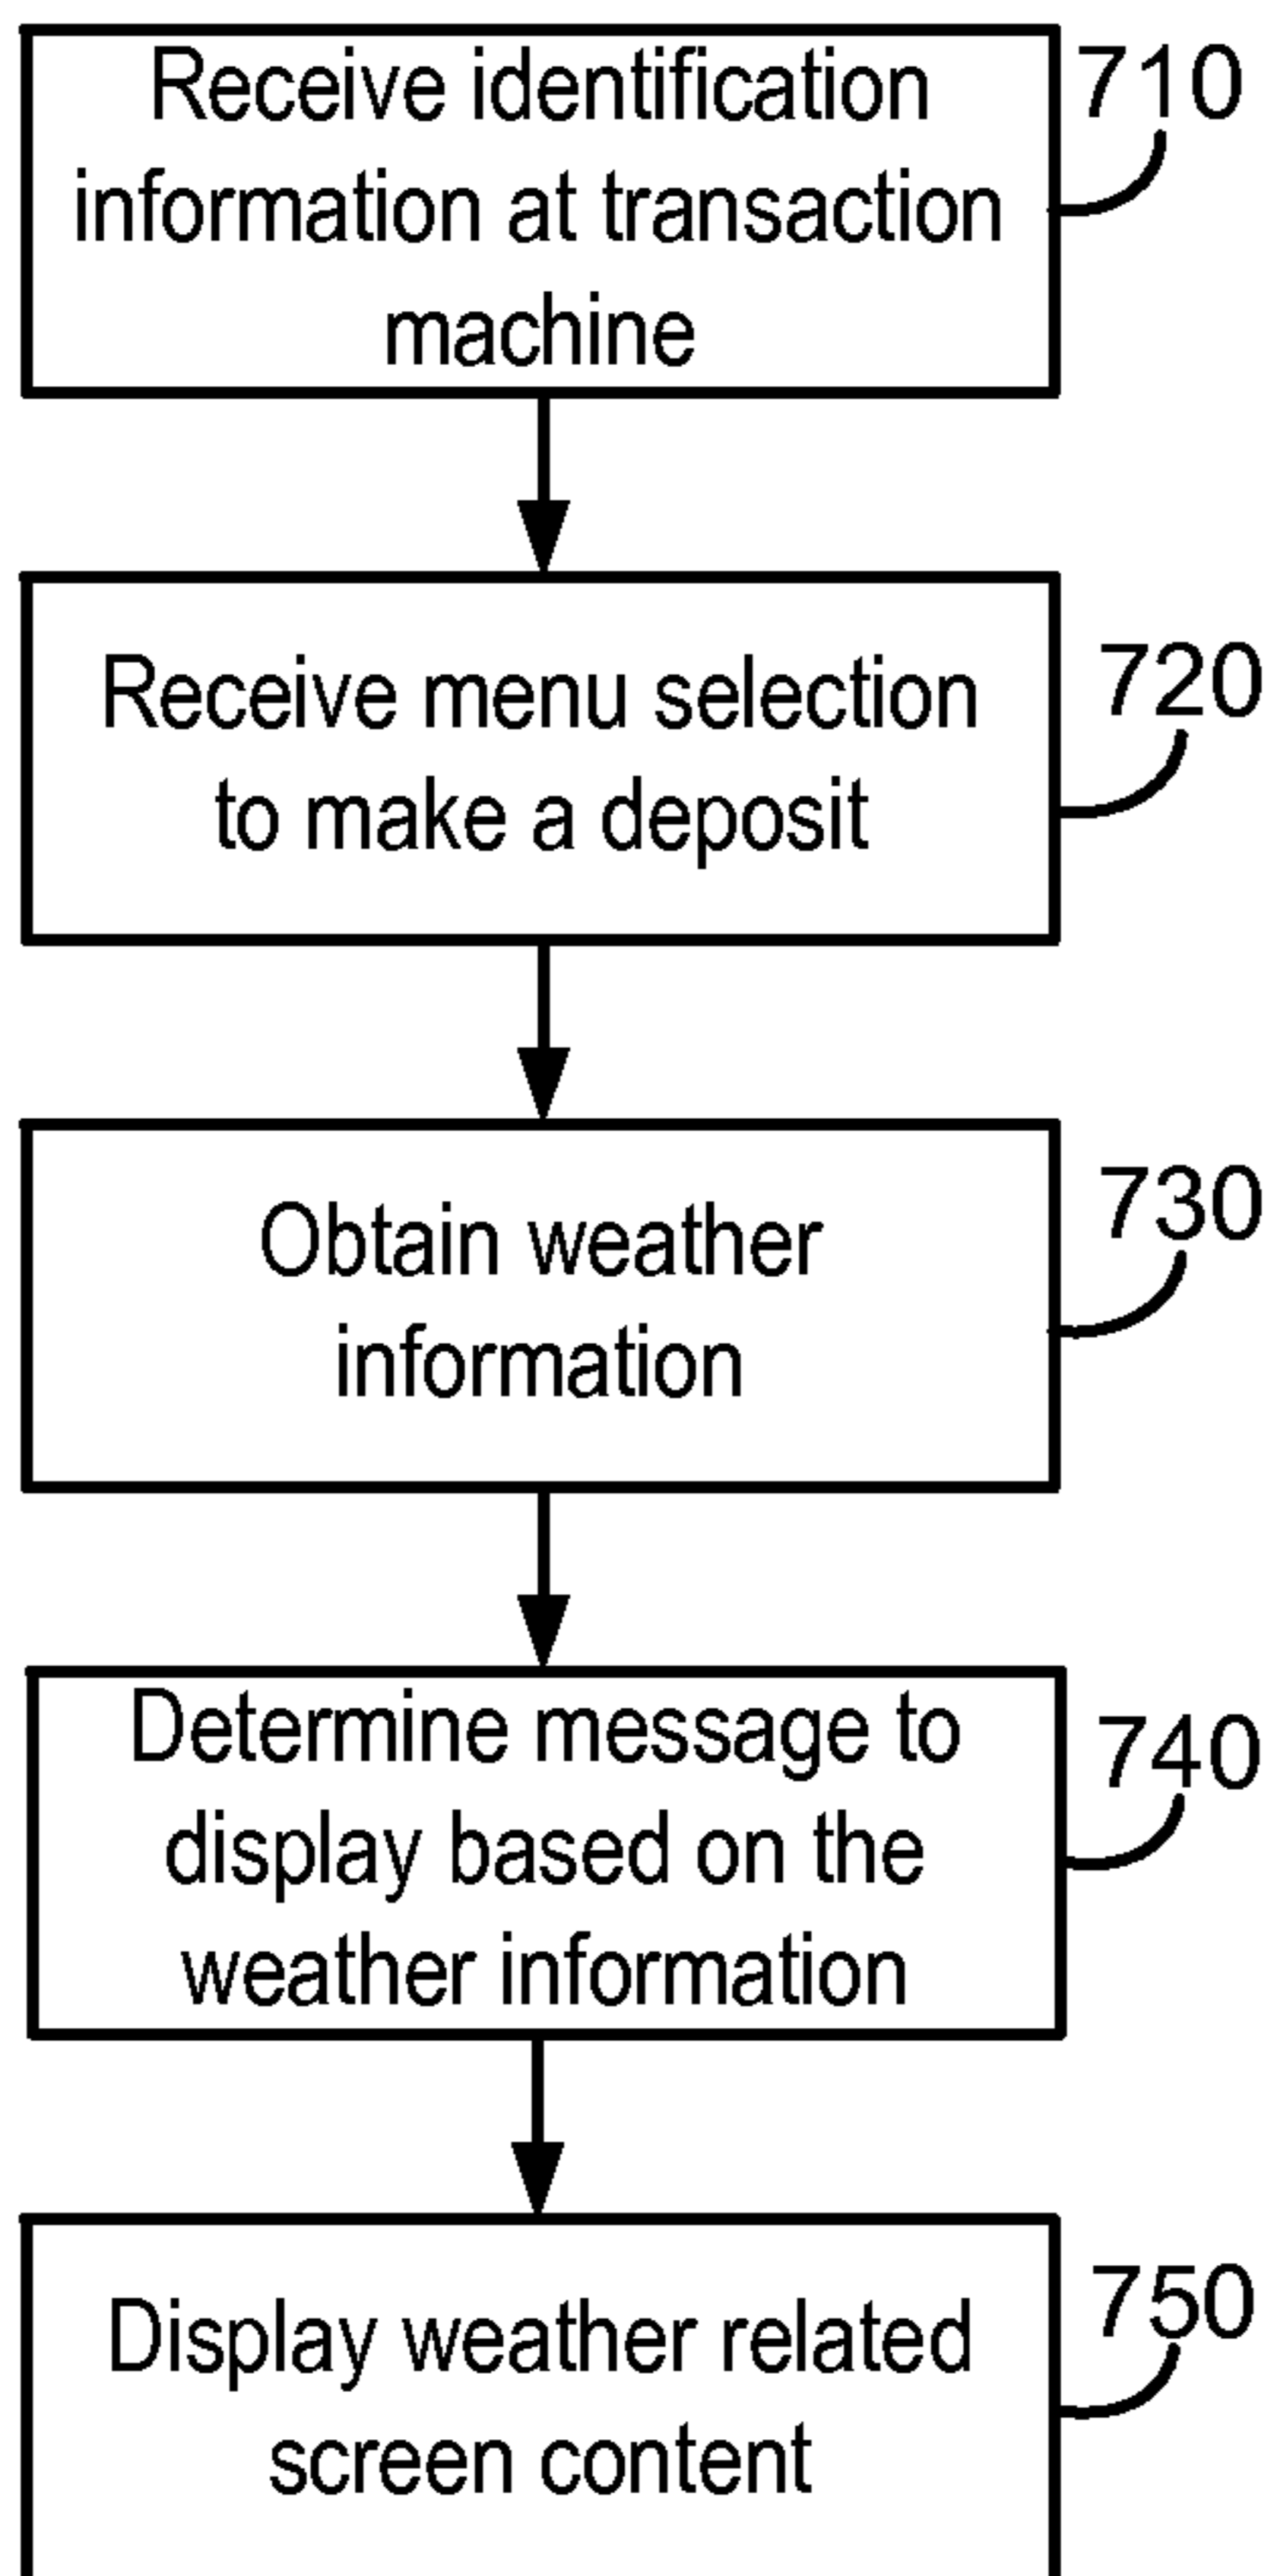 Receive identification
information at transaction
machine
710
Receive menu selection
to make a deposit
720
Obtain weather
information
730
Determine message to
display based on the
weather information
740
Display weather related
screen content
750